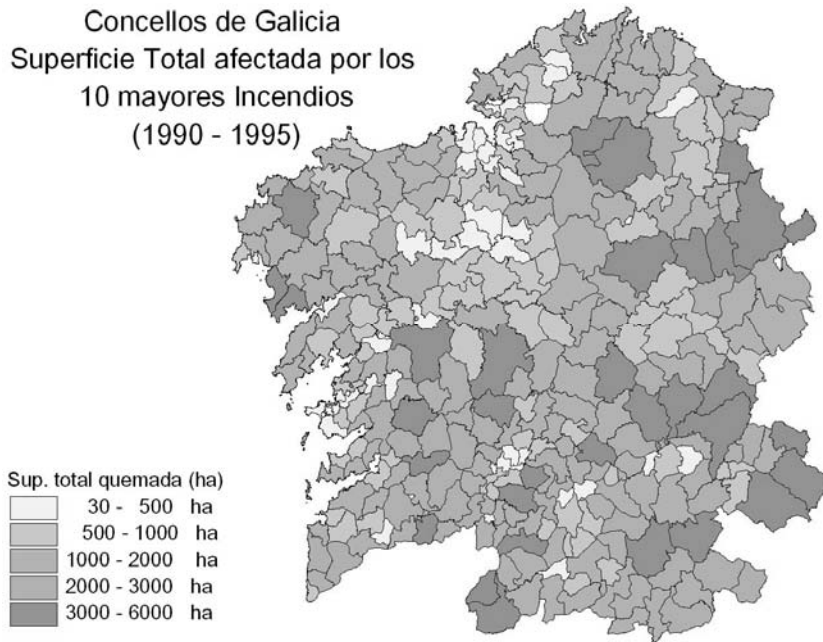 Concellos de Galicia
Superficie Total afectada por los
10 mayores Incendios
(1990 - 1995)
Sup. total quemada (ha)
30 - 500 ha
500 - 1000 ha
1000 - 2000 ha
2000 - 3000 ha
3000 - 6000 ha